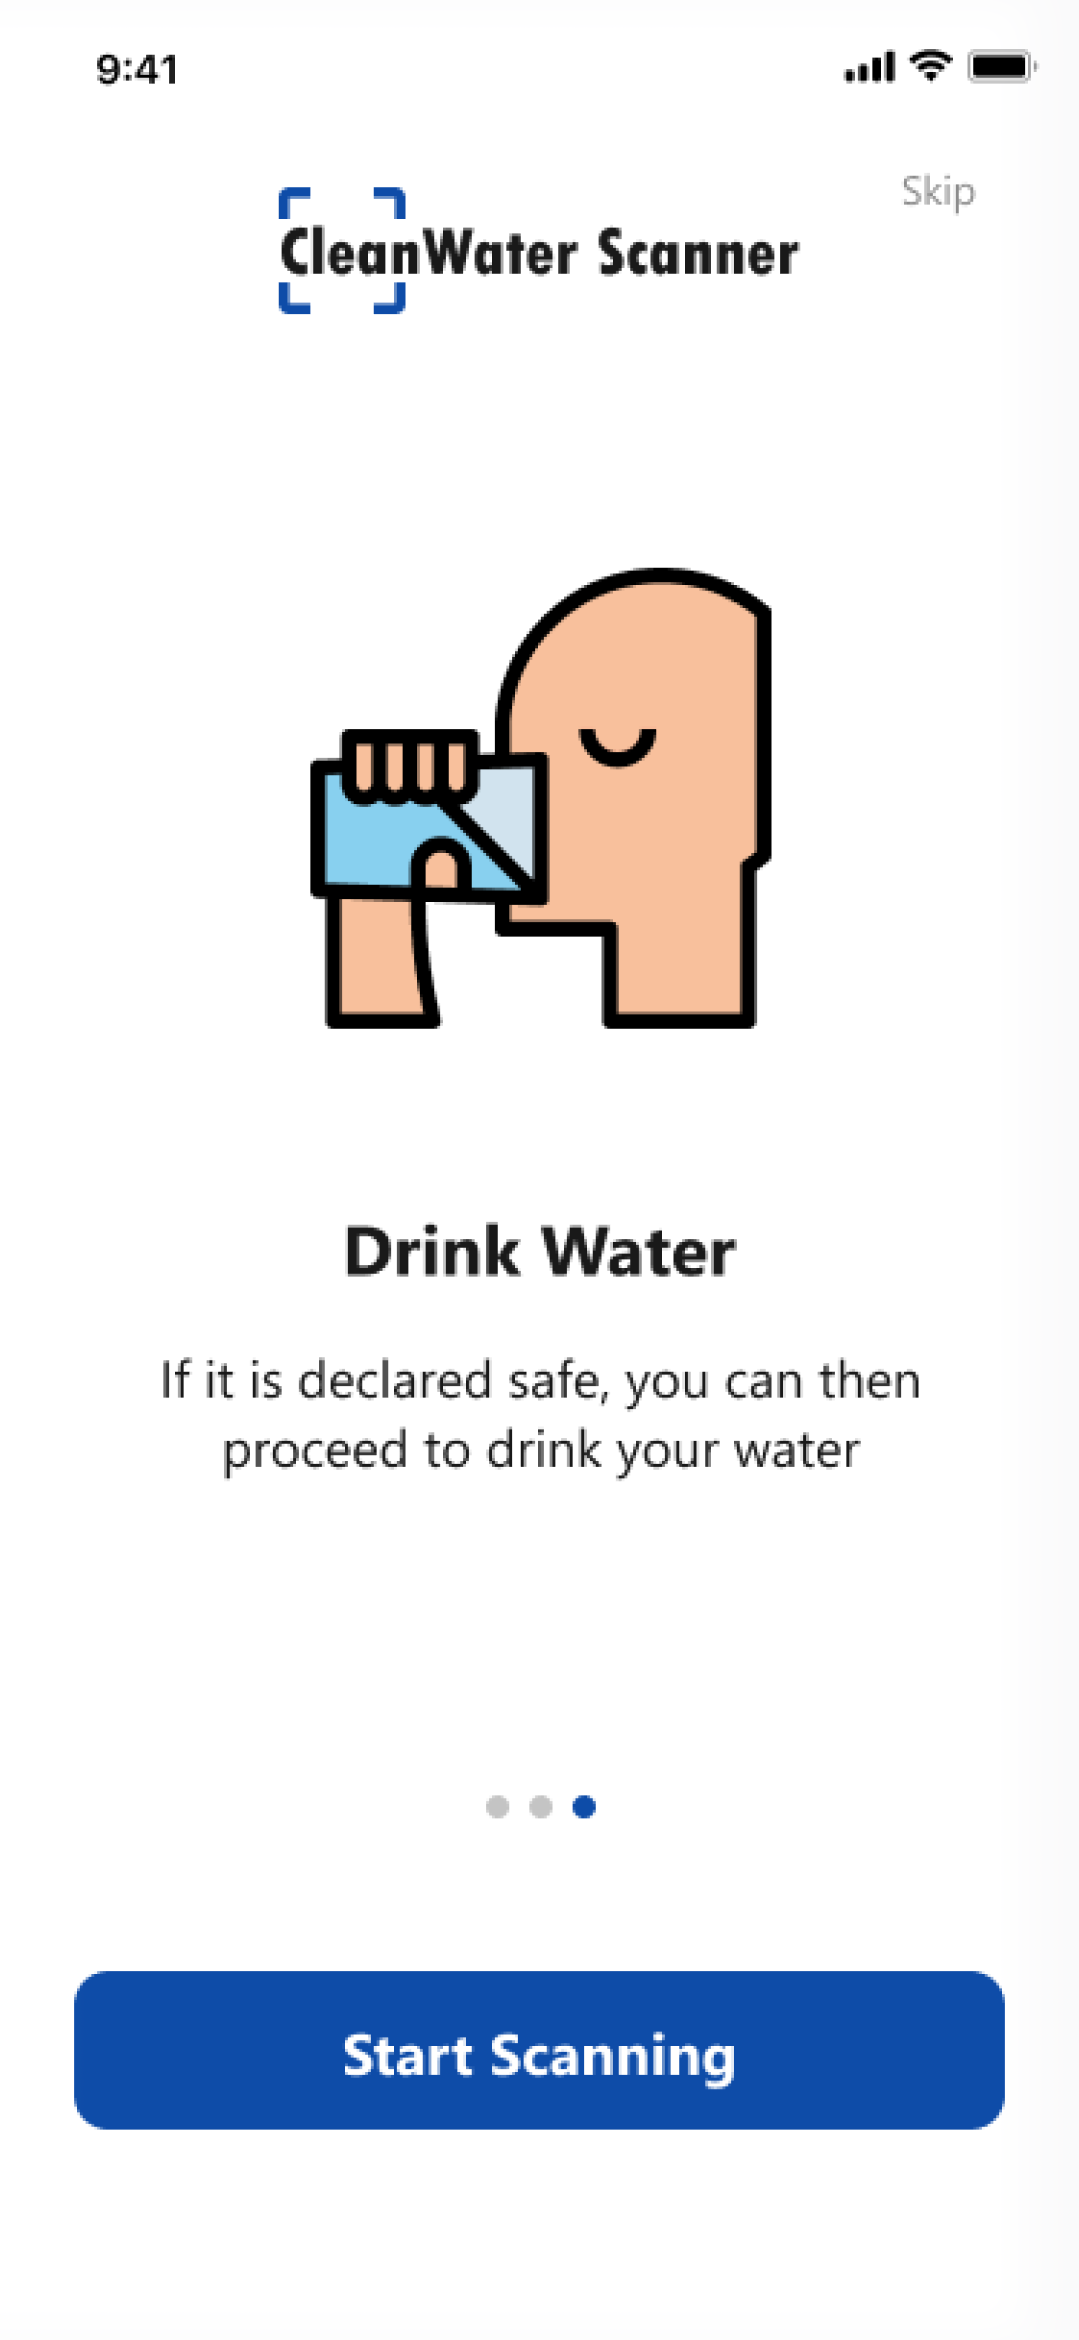 9:41
Skip
CleanWater Scanner
Drink Water
If it is declared safe, you can then
proceed to drink your water
Start Scanning